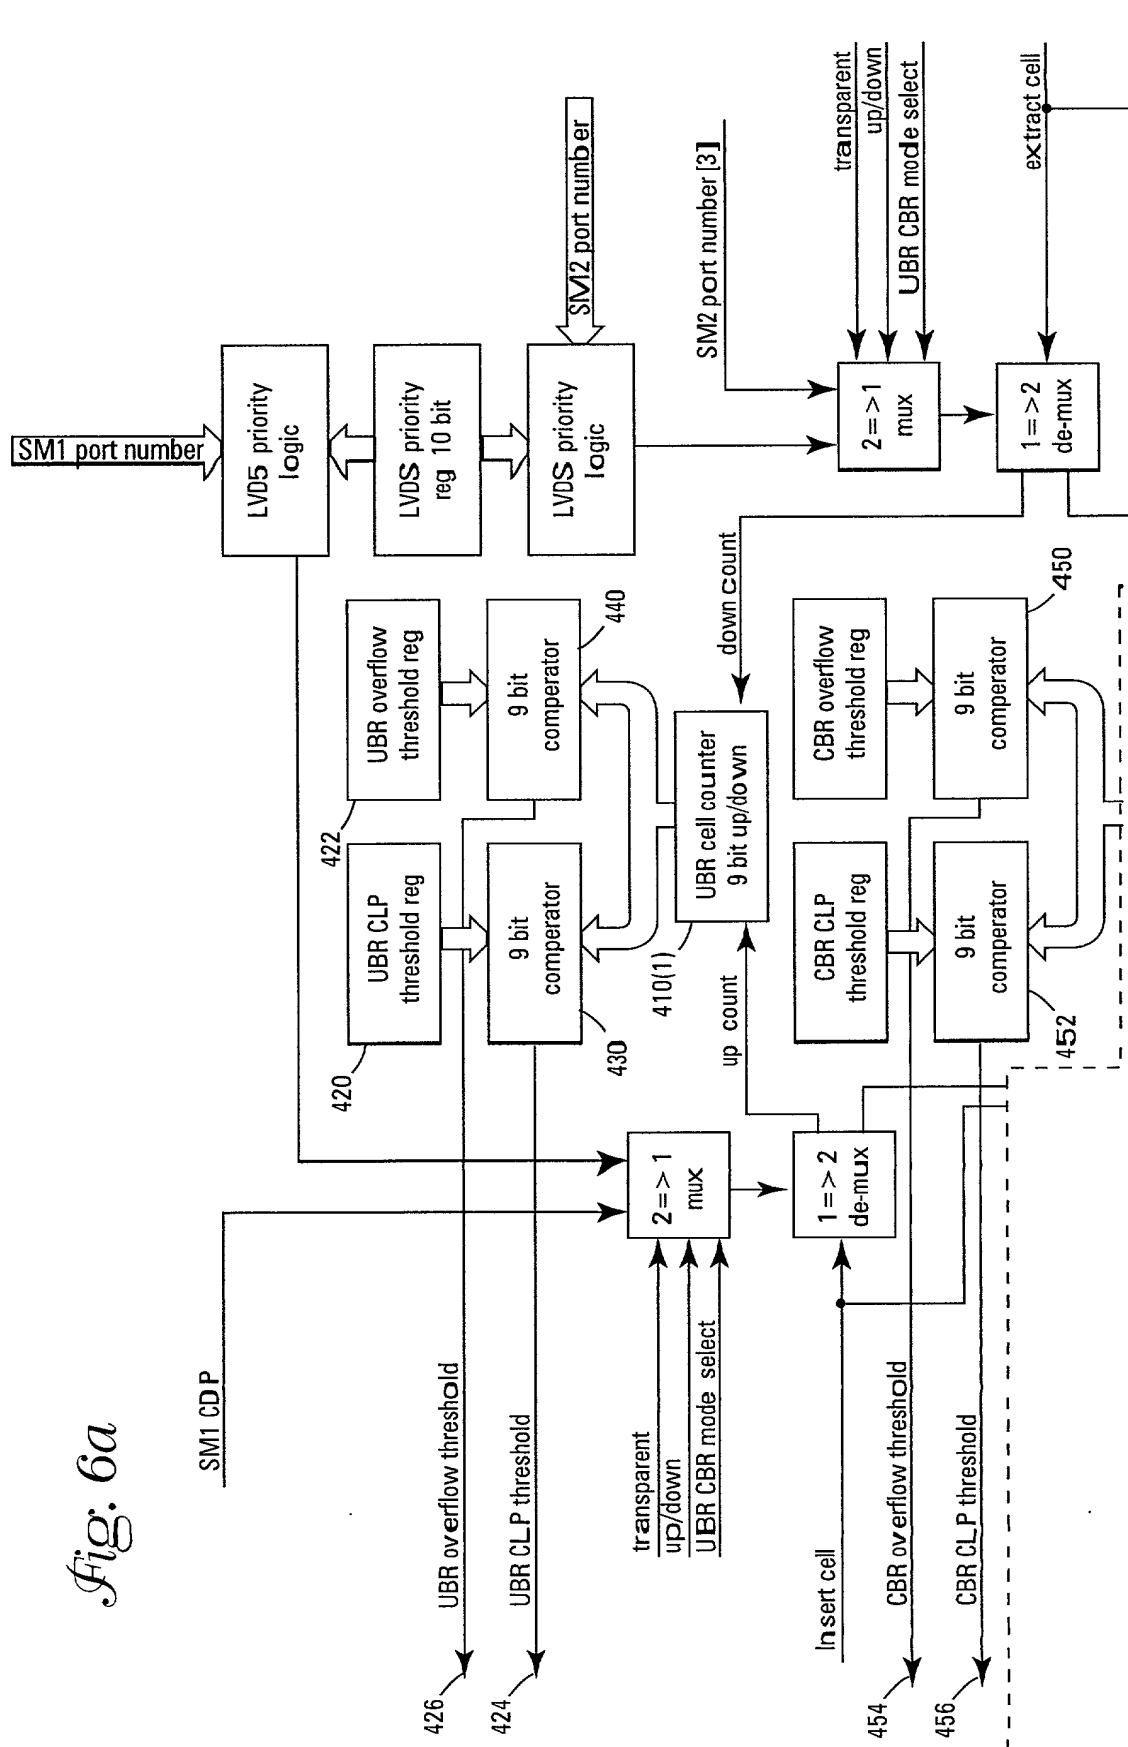 Fig. 6a
SM1 CDP
SM1 port number
LVD5 priority
logic
LVDS priority
reg 10 bit
LVDS priority
logic
SM2 port number
UBR overflow
threshold reg
422
UBR CLP
threshold reg
420
9 bit
comperator
440
9 bit
comperator
430
UBR overflow threshold
426
UBR CLP threshold
424
UBR cell counter
9 bit up/down
410(1)
down count
up count
SM2 port number [3]
transparent
up/down
UBR CBR mode select
2=>1
mux
extract cell
1=>2
de-mux
2=>1
mux
transparent
up/down
UBR CBR mode select
1=>2
de-mux
Insert cell
CBR overflow
threshold reg
CBR CLP
threshold reg
9 bit
comperator
450
9 bit
comperator
452
CBR overflow threshold
454
CBR CLP threshold
456